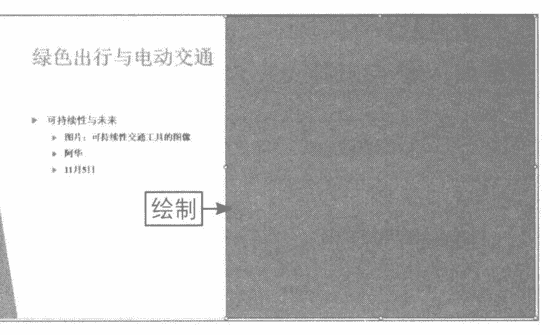 绿色出行与电动交通
可持续性与未来
图片：可持续性交通工具的图像
阿华
11月5日
绘制